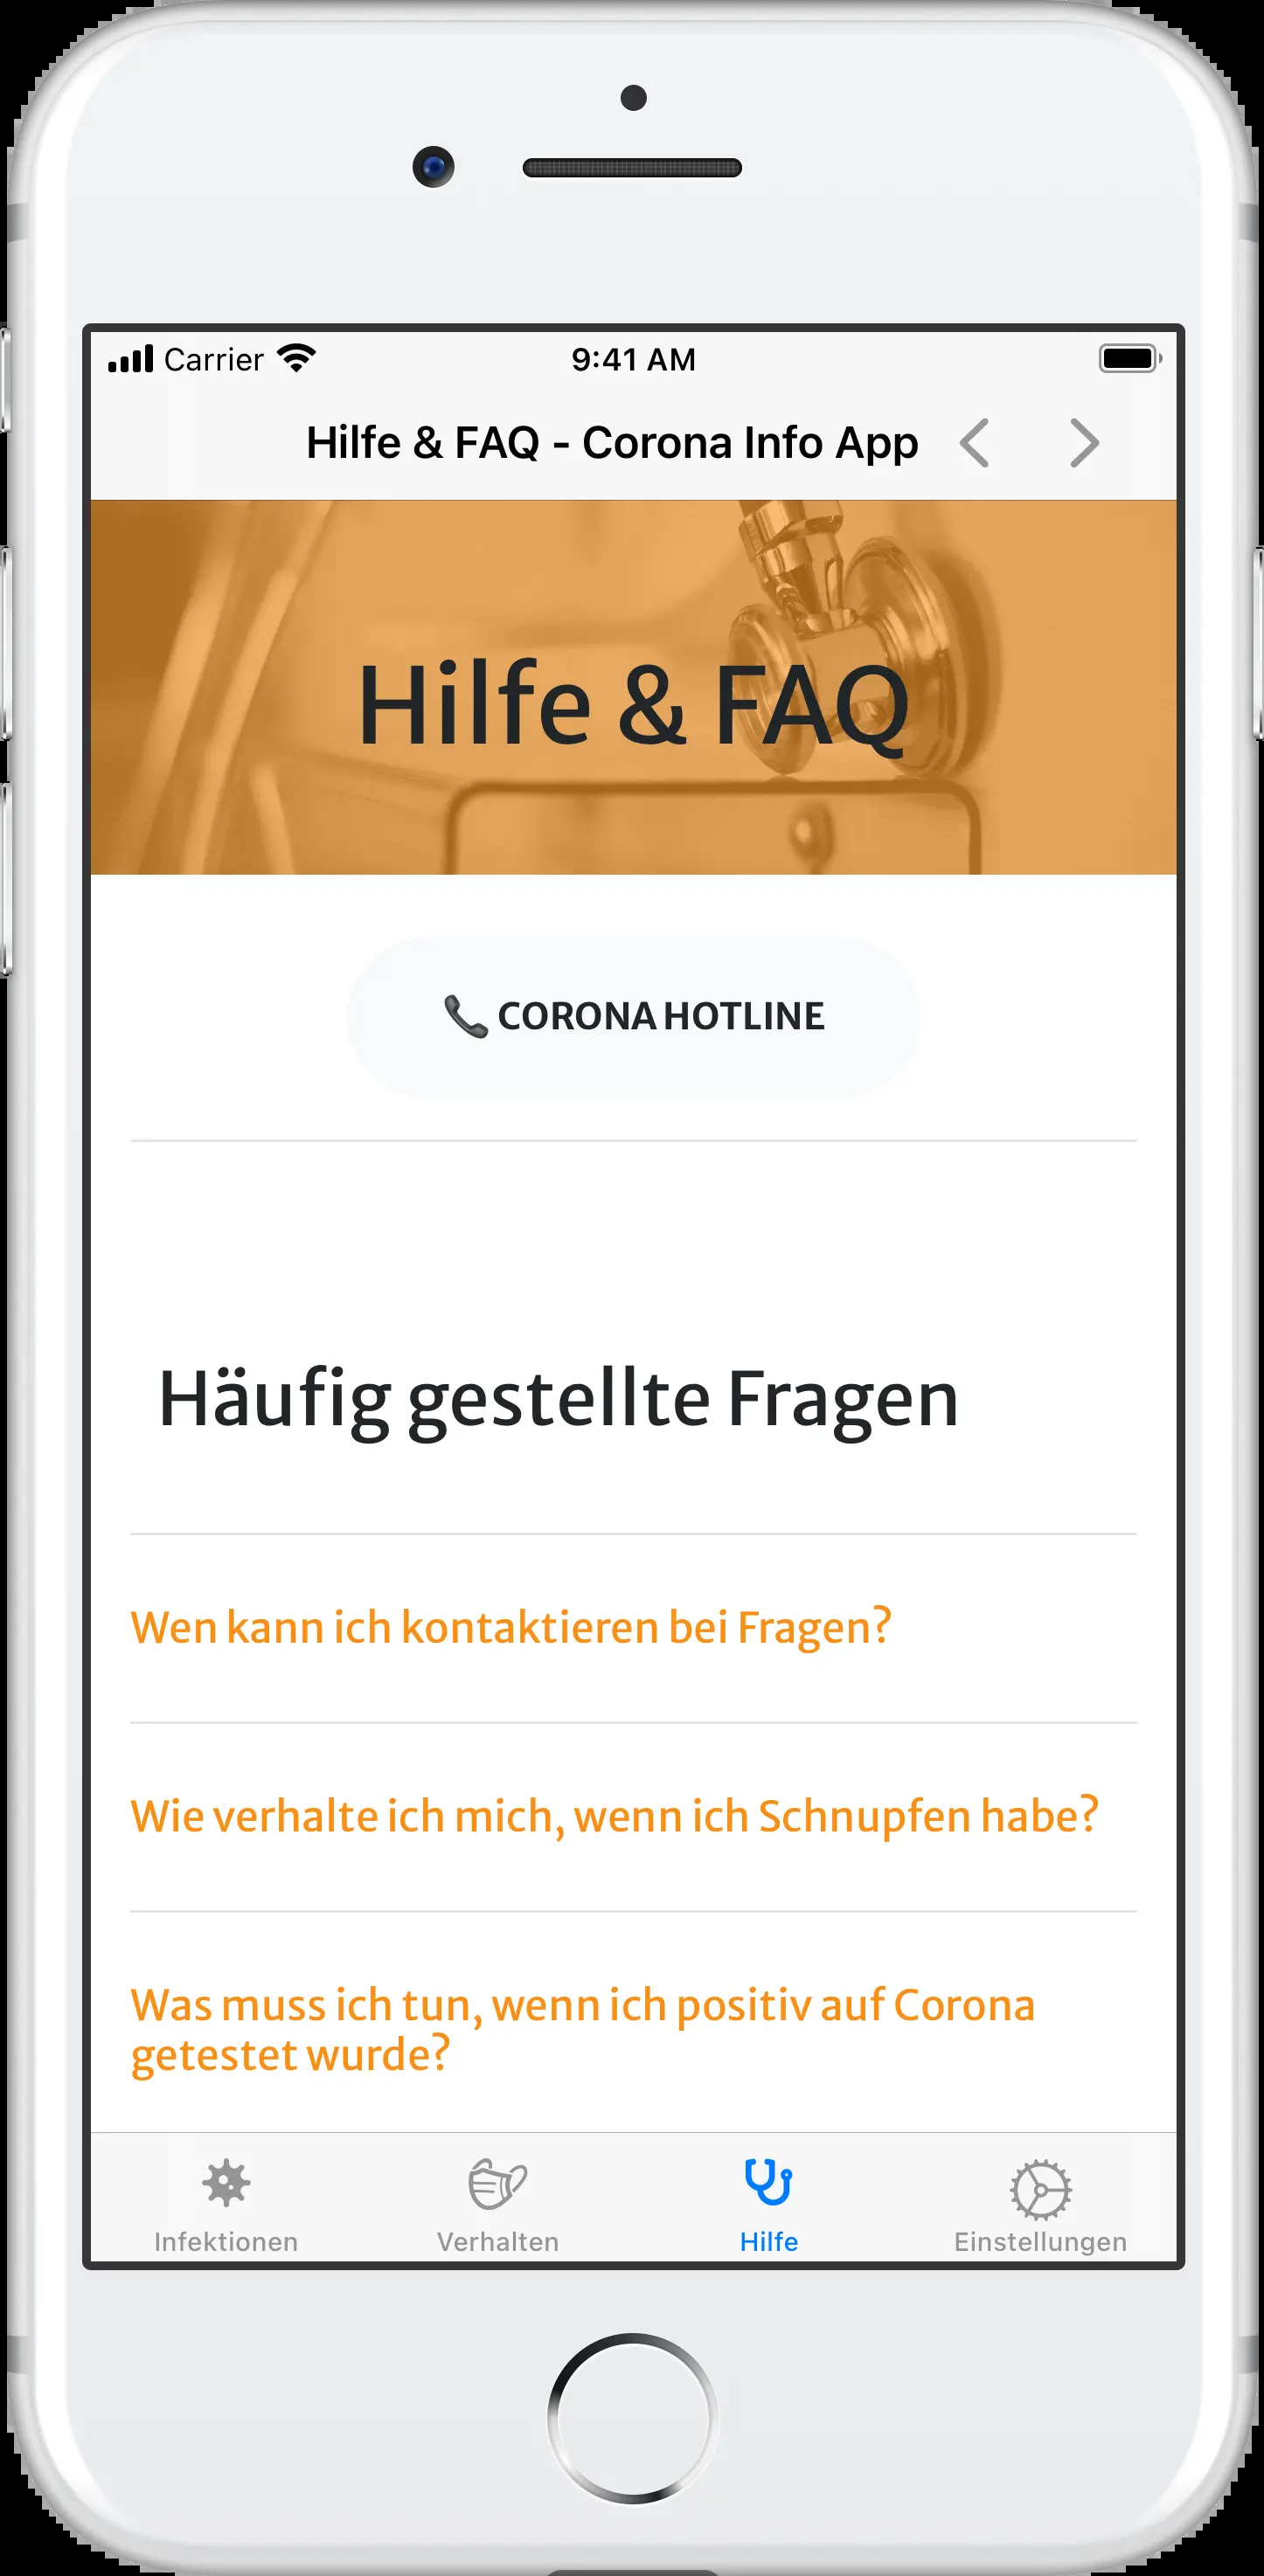 Carrier 9:41 AM
Hilfe & FAQ - Corona Info App
Hilfe & FAQ
CORONA HOTLINE
Häufig gestellte Fragen
Wen kann ich kontaktieren bei Fragen?
Wie verhalte ich mich, wenn ich Schnupfen habe?
Was muss ich tun, wenn ich positiv auf Corona
getestet wurde?
Infektionen Verhalten Hilfe Einstellungen